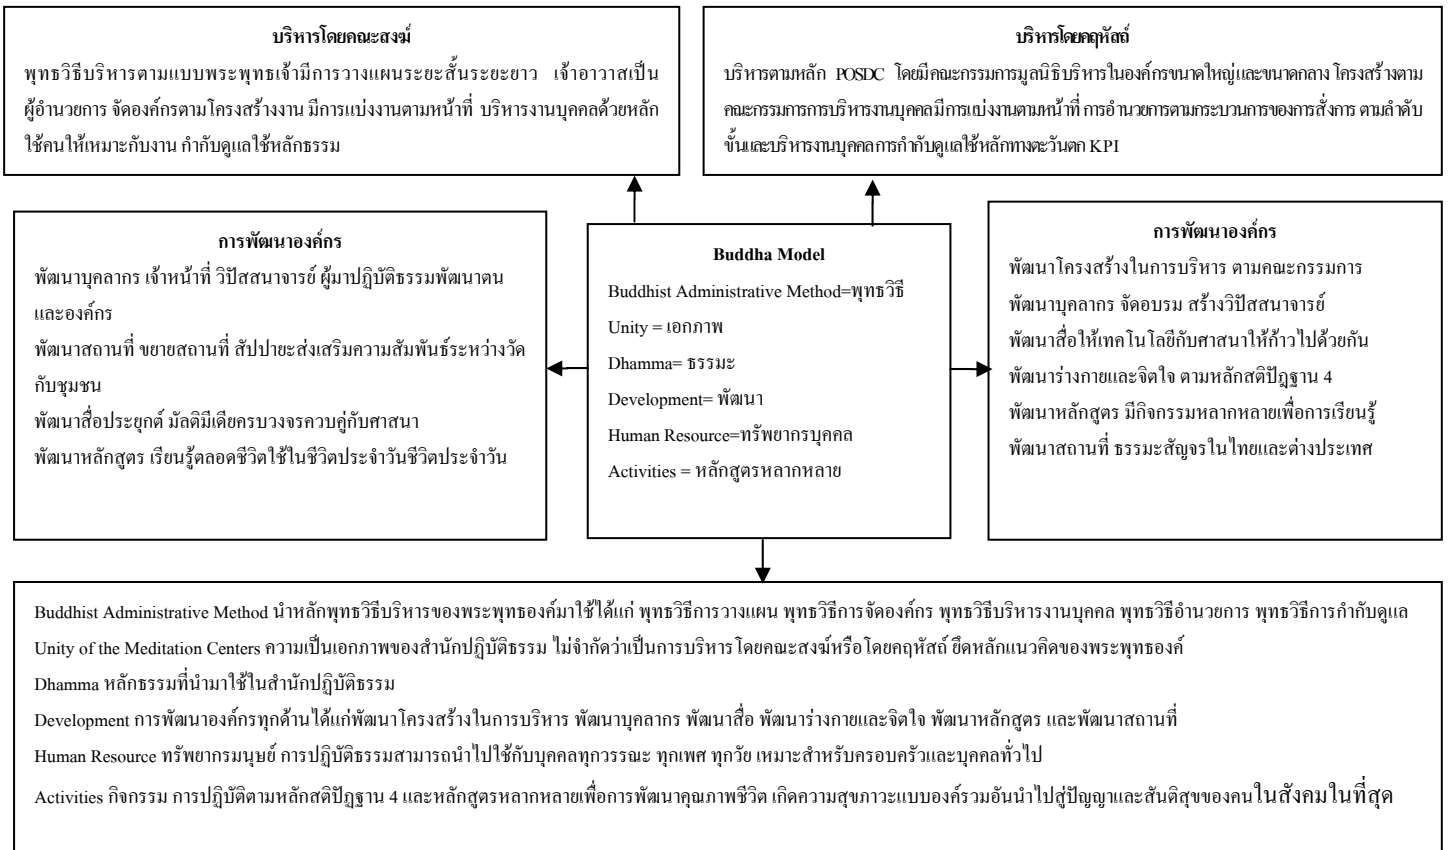 บริหารโดยคณะสงฆ์
พุทธวิธีบริหารตามแบบพระพุทธเจ้ามีการวางแผนระยะสั้นระยะยาว เจ้าอาวาสเป็น
ผู้อำนวยการ จัดองค์กรตามโครงสร้างงาน มีการแบ่งงานตามหน้าที่ บริหารงานบุคคลด้วยหลัก
ใช้คนให้เหมาะกับงาน กำกับดูแลใช้หลักธรรม
บริหารโดยคฤหัสถ์
บริหารตามหลัก POSDC โดยมีคณะกรรมการมูลนิธิบริหารในองค์กรขนาดใหญ่และขนาดกลาง โครงสร้างตาม
คณะกรรมการการบริหารงานบุคคลมีการแบ่งงานตามหน้าที่ การอำนวยการตามกระบวนการของการสั่งการ ตามลำดับ
ขั้นและบริหารงานบุคคลการกำกับดูแลใช้หลักทางตะวันตก KPI
การพัฒนาองค์กร
พัฒนาบุคลากร เจ้าหน้าที่ วิปัสสนาจารย์ ผู้มาปฏิบัติธรรมพัฒนาตน
และองค์กร
พัฒนาสถานที่ ขยายสถานที่ สัปปายะส่งเสริมความสัมพันธ์ระหว่างวัด
กับชุมชน
พัฒนาสื่อประยุกต์ มัลติมีเดียครบวงจรควบคู่กับศาสนา
พัฒนาหลักสูตร เรียนรู้ตลอดชีวิตใช้ในชีวิตประจำวันชีวิตประจำวัน
Buddha Model
Buddhist Administrative Method=พุทธวิธี
Unity = เอกภาพ
Dhamma= ธรรมะ
Development= พัฒนา
Human Resource=ทรัพยากรบุคคล
Activities = หลักสูตรหลากหลาย
การพัฒนาองค์กร
พัฒนาโครงสร้างในการบริหาร ตามคณะกรรมการ
พัฒนาบุคลากร จัดอบรม สร้างวิปัสสนาจารย์
พัฒนาสื่อให้เทคโนโลยีกับศาสนาให้ก้าวไปด้วยกัน
พัฒนาร่างกายและจิตใจ ตามหลักสติปัฏฐาน 4
พัฒนาหลักสูตร มีกิจกรรมหลากหลายเพื่อการเรียนรู้
พัฒนาสถานที่ ธรรมะสัญจรในไทยและต่างประเทศ
Buddhist Administrative Method นำหลักพุทธวิธีบริหารของพระพุทธองค์มาใช้ได้แก่ พุทธวิธีการวางแผน พุทธวิธีการจัดองค์กร พุทธวิธีบริหารงานบุคคล พุทธวิธีอำนวยการ พุทธวิธีการกำกับดูแล
Unity of the Meditation Centers ความเป็นเอกภาพของสำนักปฏิบัติธรรม ไม่จำกัดว่าเป็นการบริหารโดยคณะสงฆ์หรือโดยคฤหัสถ์ ยึดหลักแนวคิดของพระพุทธองค์
Dhamma หลักธรรมที่นำมาใช้ในสำนักปฏิบัติธรรม
Development การพัฒนาองค์กรทุกด้านได้แก่พัฒนาโครงสร้างในการบริหาร พัฒนาบุคลากร พัฒนาสื่อ พัฒนาร่างกายและจิตใจ พัฒนาหลักสูตร และพัฒนาสถานที่
Human Resource ทรัพยากรมนุษย์ การปฏิบัติธรรมสามารถนำไปใช้กับบุคคลทุกวรรณะ ทุกเพศ ทุกวัย เหมาะสำหรับครอบครัวและบุคคลทั่วไป
Activities กิจกรรม การปฏิบัติตามหลักสติปัฏฐาน 4 และหลักสูตรหลากหลายเพื่อการพัฒนาคุณภาพชีวิต เกิดความสุขภาวะแบบองค์รวมอันนำไปสู่ปัญญาและสันติสุขของคนในสังคมในที่สุด